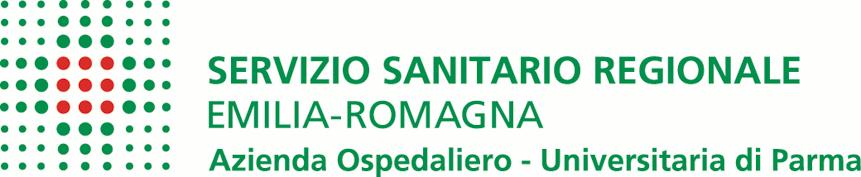 SERVIZIO SANITARIO REGIONALE
EMILIA-ROMAGNA
Azienda Ospedaliero - Universitaria di Parma